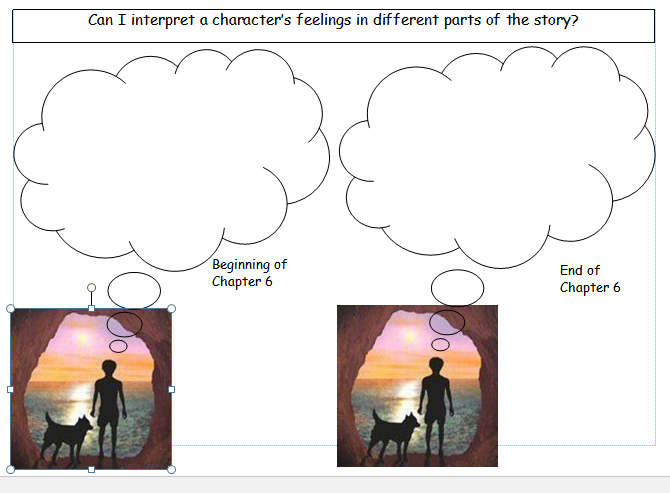 Can I interpret a character's feelings in different parts of the story?
Beginning of
Chapter 6
End of
Chapter 6